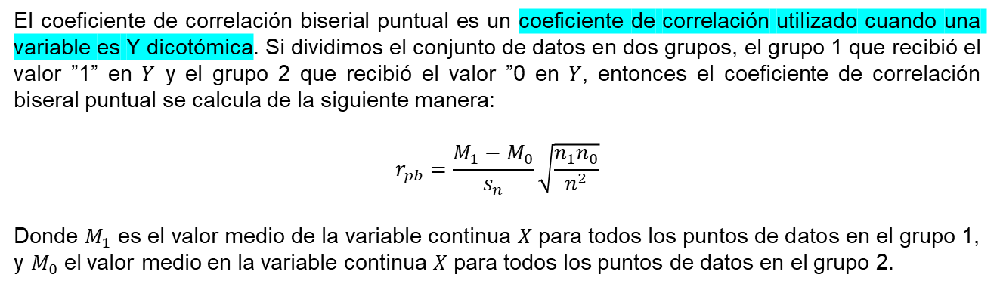 El coeficiente de correlación biserial puntual es un coeficiente de correlación utilizado cuando una
variable es Y dicotómica. Si dividimos el conjunto de datos en dos grupos, el grupo 1 que recibió el
valor ”1” en Y y el grupo 2 que recibió el valor ”0 en Y, entonces el coeficiente de correlación
biseral puntual se calcula de la siguiente manera:
r_{pb} = \frac{M_1 - M_0}{s_n} \sqrt{\frac{n_1 n_0}{n^2}}
Donde M₁ es el valor medio de la variable continua X para todos los puntos de datos en el grupo 1,
y M₀ el valor medio en la variable continua X para todos los puntos de datos en el grupo 2.